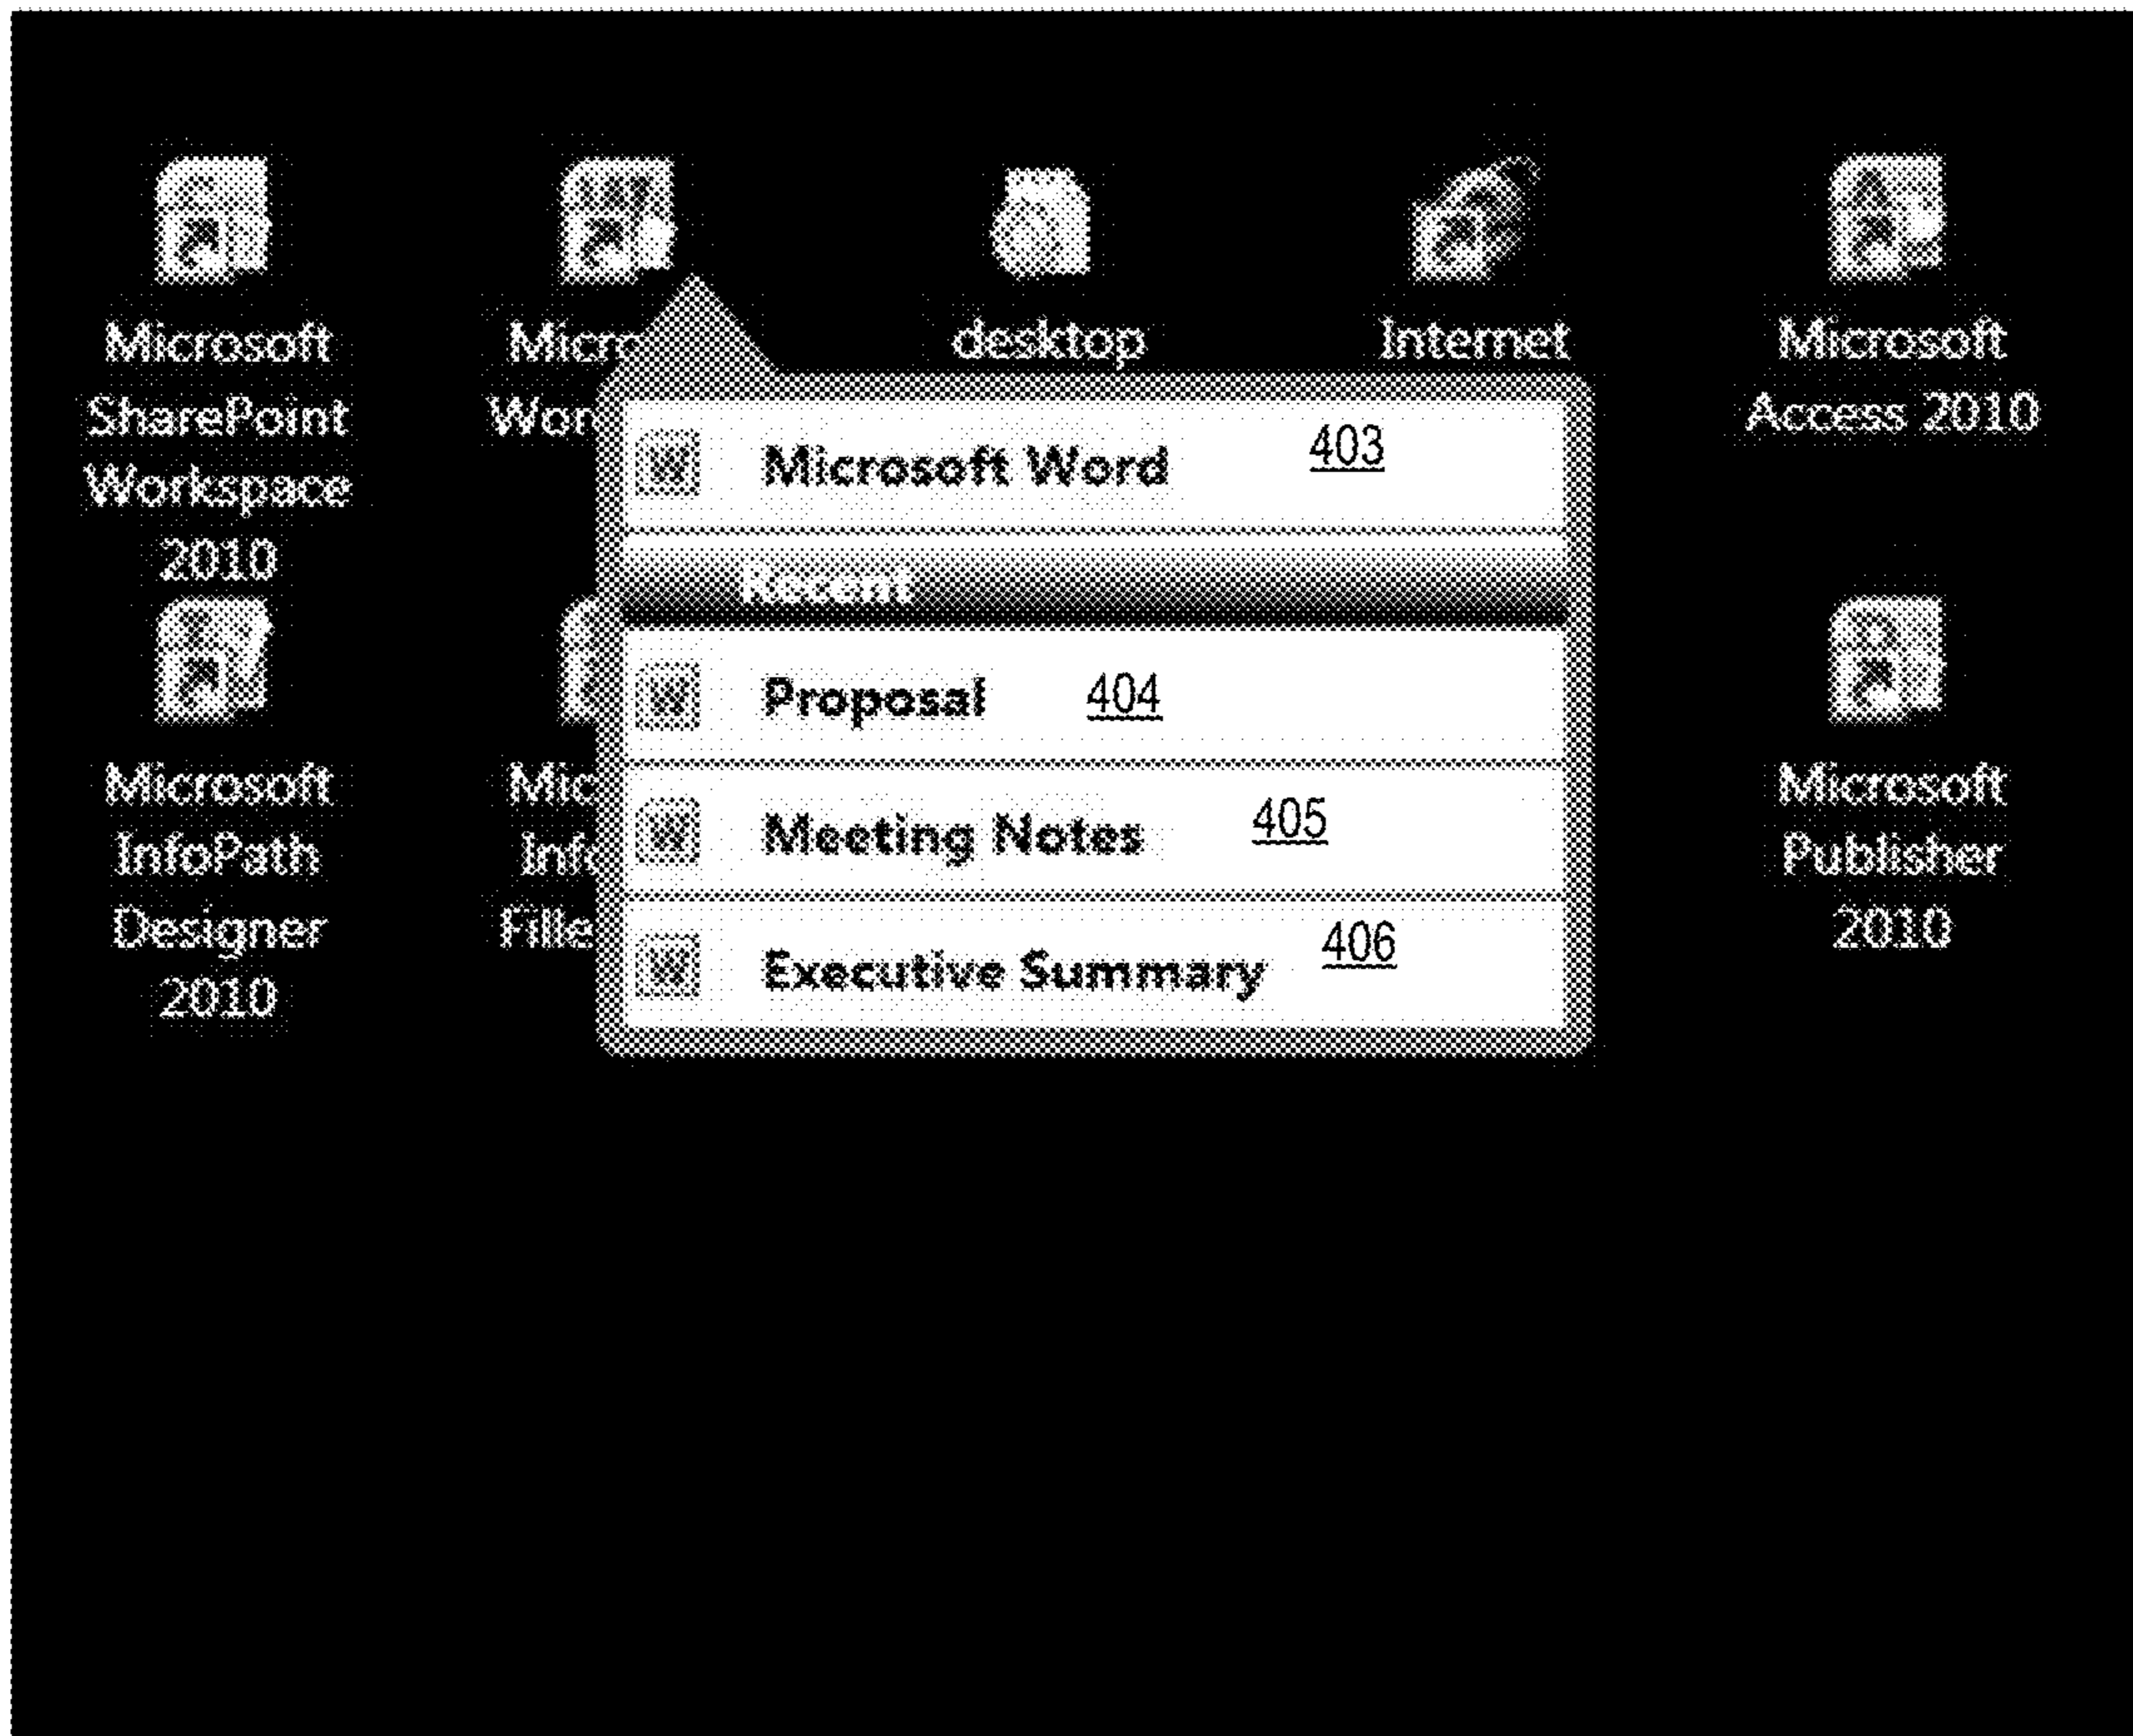 Microsoft
SharePoint
Workspace
2010
Micr
Wor
desktop
Internet
Microsoft
Access 2010
Microsoft Word 403
Recent
Proposal 404
Meeting Notes 405
Executive Summary 406
Microsoft
InfoPath
Designer
2010
Mic
Inf
Fille
Microsoft
Publisher
2010